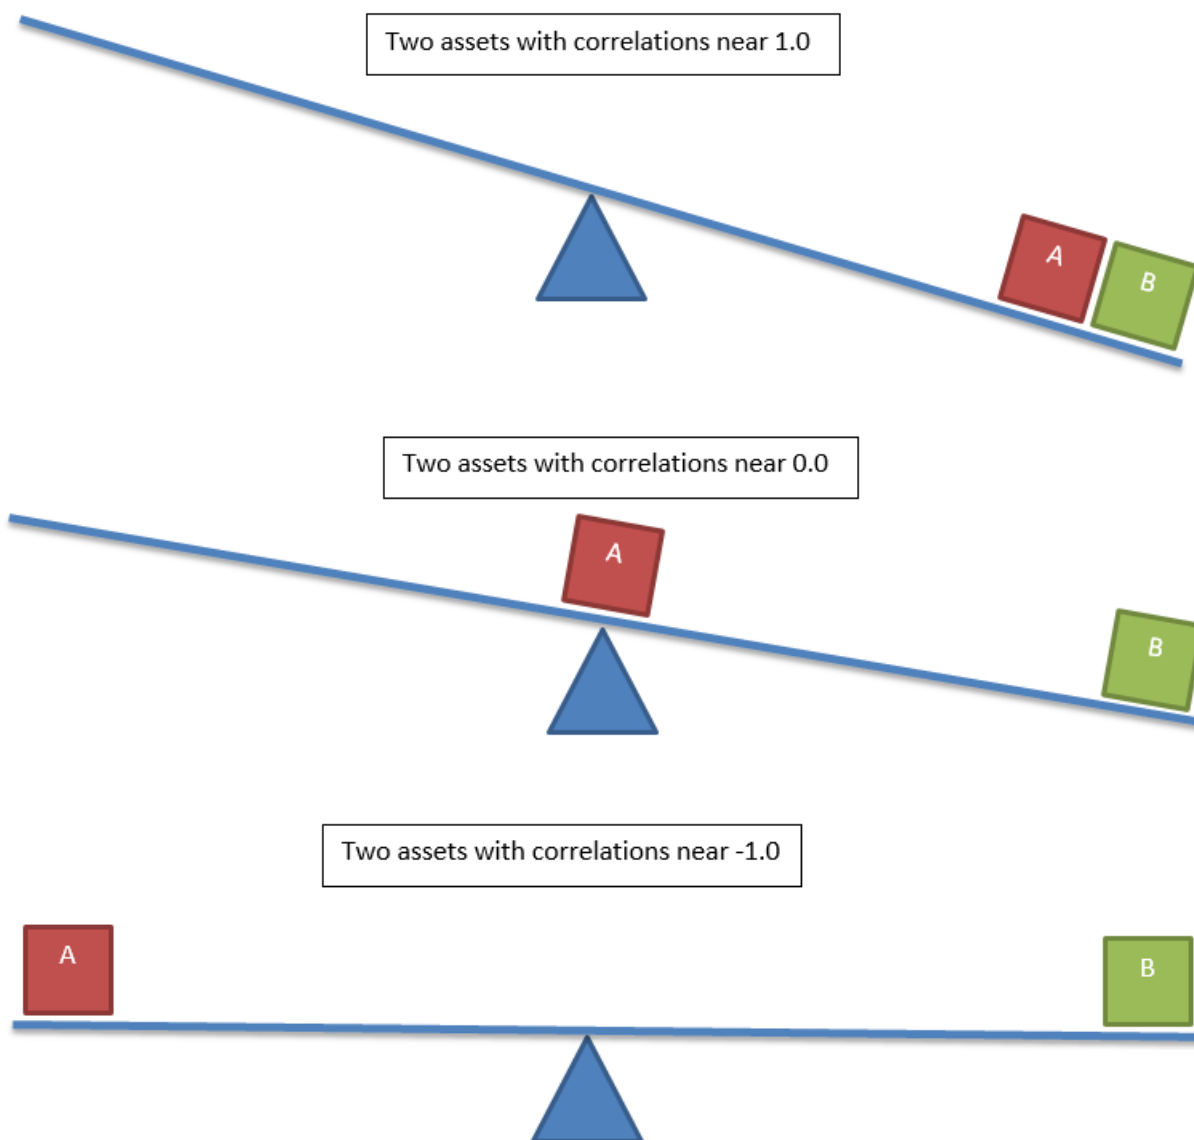 Two assets with correlations near 1.0
A
B
Two assets with correlations near 0.0
A
B
Two assets with correlations near -1.0
A
B